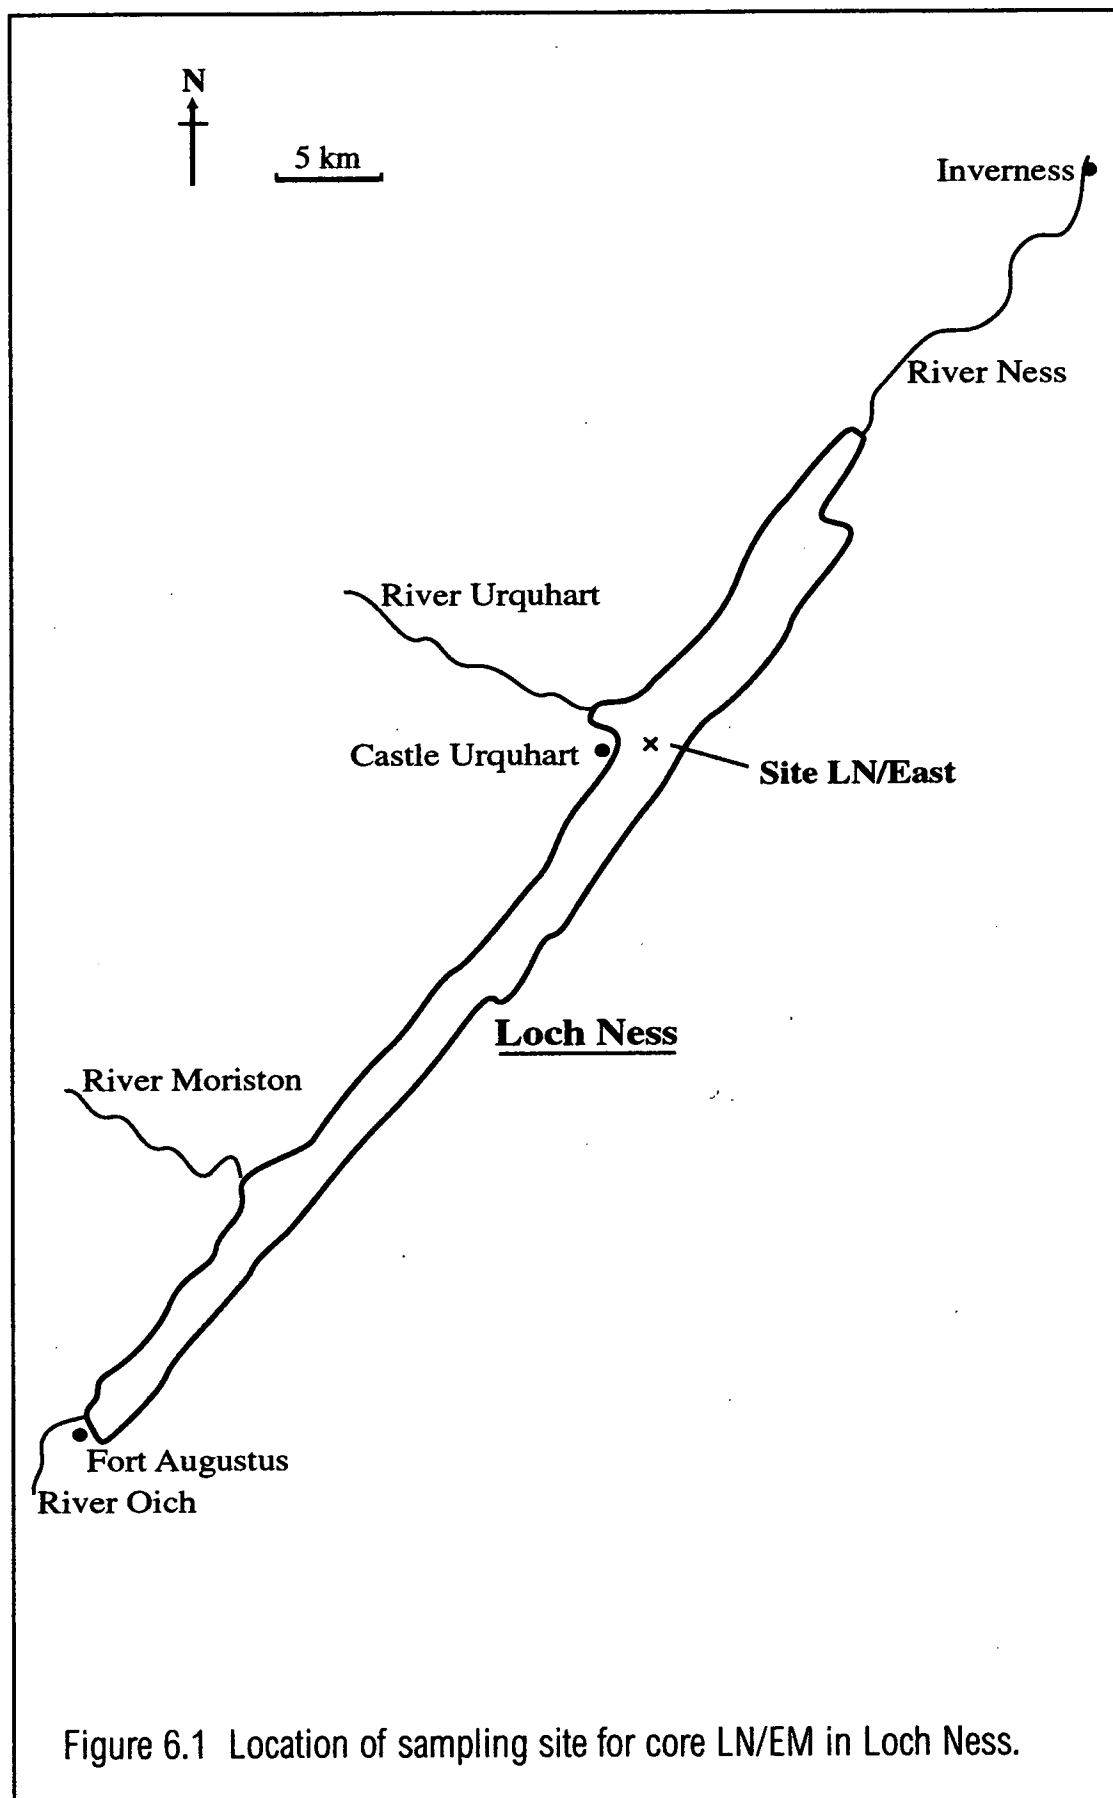 N
5 km
Inverness
River Ness
River Urquhart
Castle Urquhart
Site LN/East
Loch Ness
River Moriston
Fort Augustus
River Oich
Figure 6.1 Location of sampling site for core LN/EM in Loch Ness.